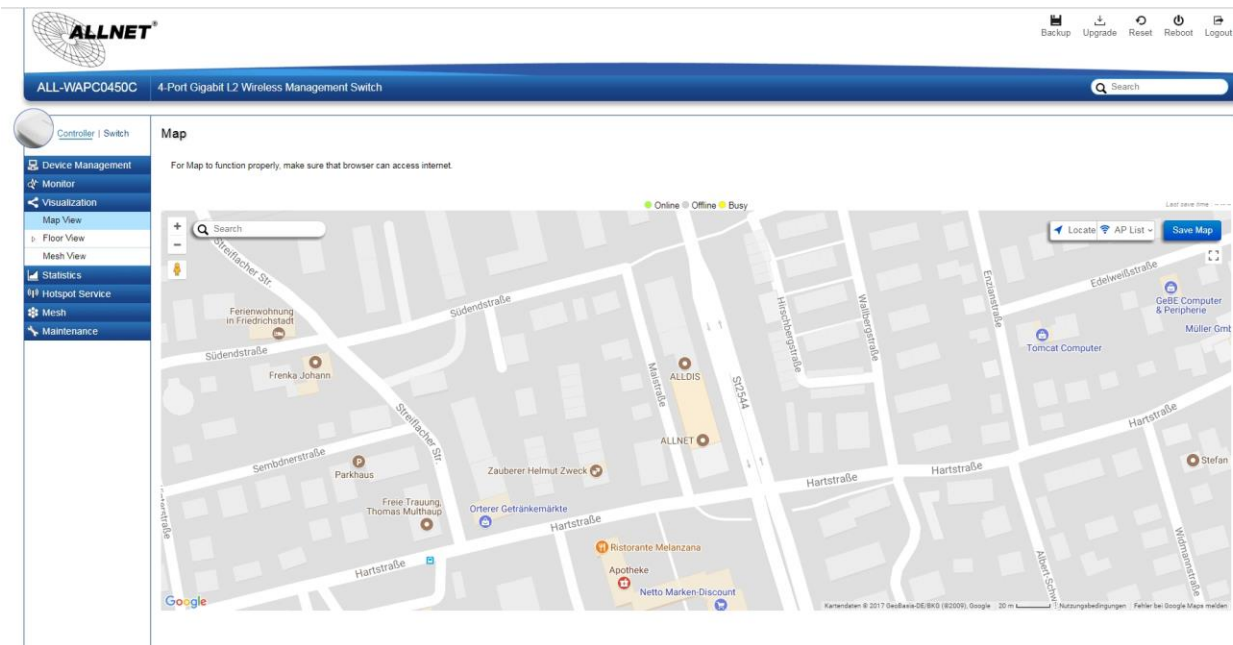 ALLNET®
Backup Upgrade Reset Reboot Logout
ALL-WAPC0450C 4-Port Gigabit L2 Wireless Management Switch
Search
Controller | Switch
Map
Device Management
For Map to function properly, make sure that browser can access internet.
Monitor
Visualization
Map View
Floor View
Mesh View
Statistics
Hotspot Service
Mesh
Maintenance
Online Offline Busy
Last save time : ---
+
Search
−
Locate AP List
Save Map
Streiflacher Str.
Südendstraße
Enzianstraße
Edelweißstraße
GeBE Computer
& Peripherie
Ferienwohnung
in Friedrichstadt
Hirschbergstraße
Wallbergstraße
Müller Gmb
Tomcat Computer
Südendstraße
Frenka Johann
Maistraße
ALLDIS
St2544
Streiflacher Str.
Hartstraße
ALLNET
Sembdnerstraße
Parkhaus
Zauberer Helmut Zweck
Hartstraße
Hartstraße
Stefan
Freie Trauung,
Thomas Multhaup
Orterer Getränkemärkte
Hartstraße
Ristorante Melanzana
Widmannstraße
Hartstraße
Apotheke
Albert-Schw
Netto Marken-Discount
Google
Kartendaten © 2017 GeoBasis-DE/BKG (©2009), Google 20 m Nutzungsbedingungen Fehler bei Google Maps melden